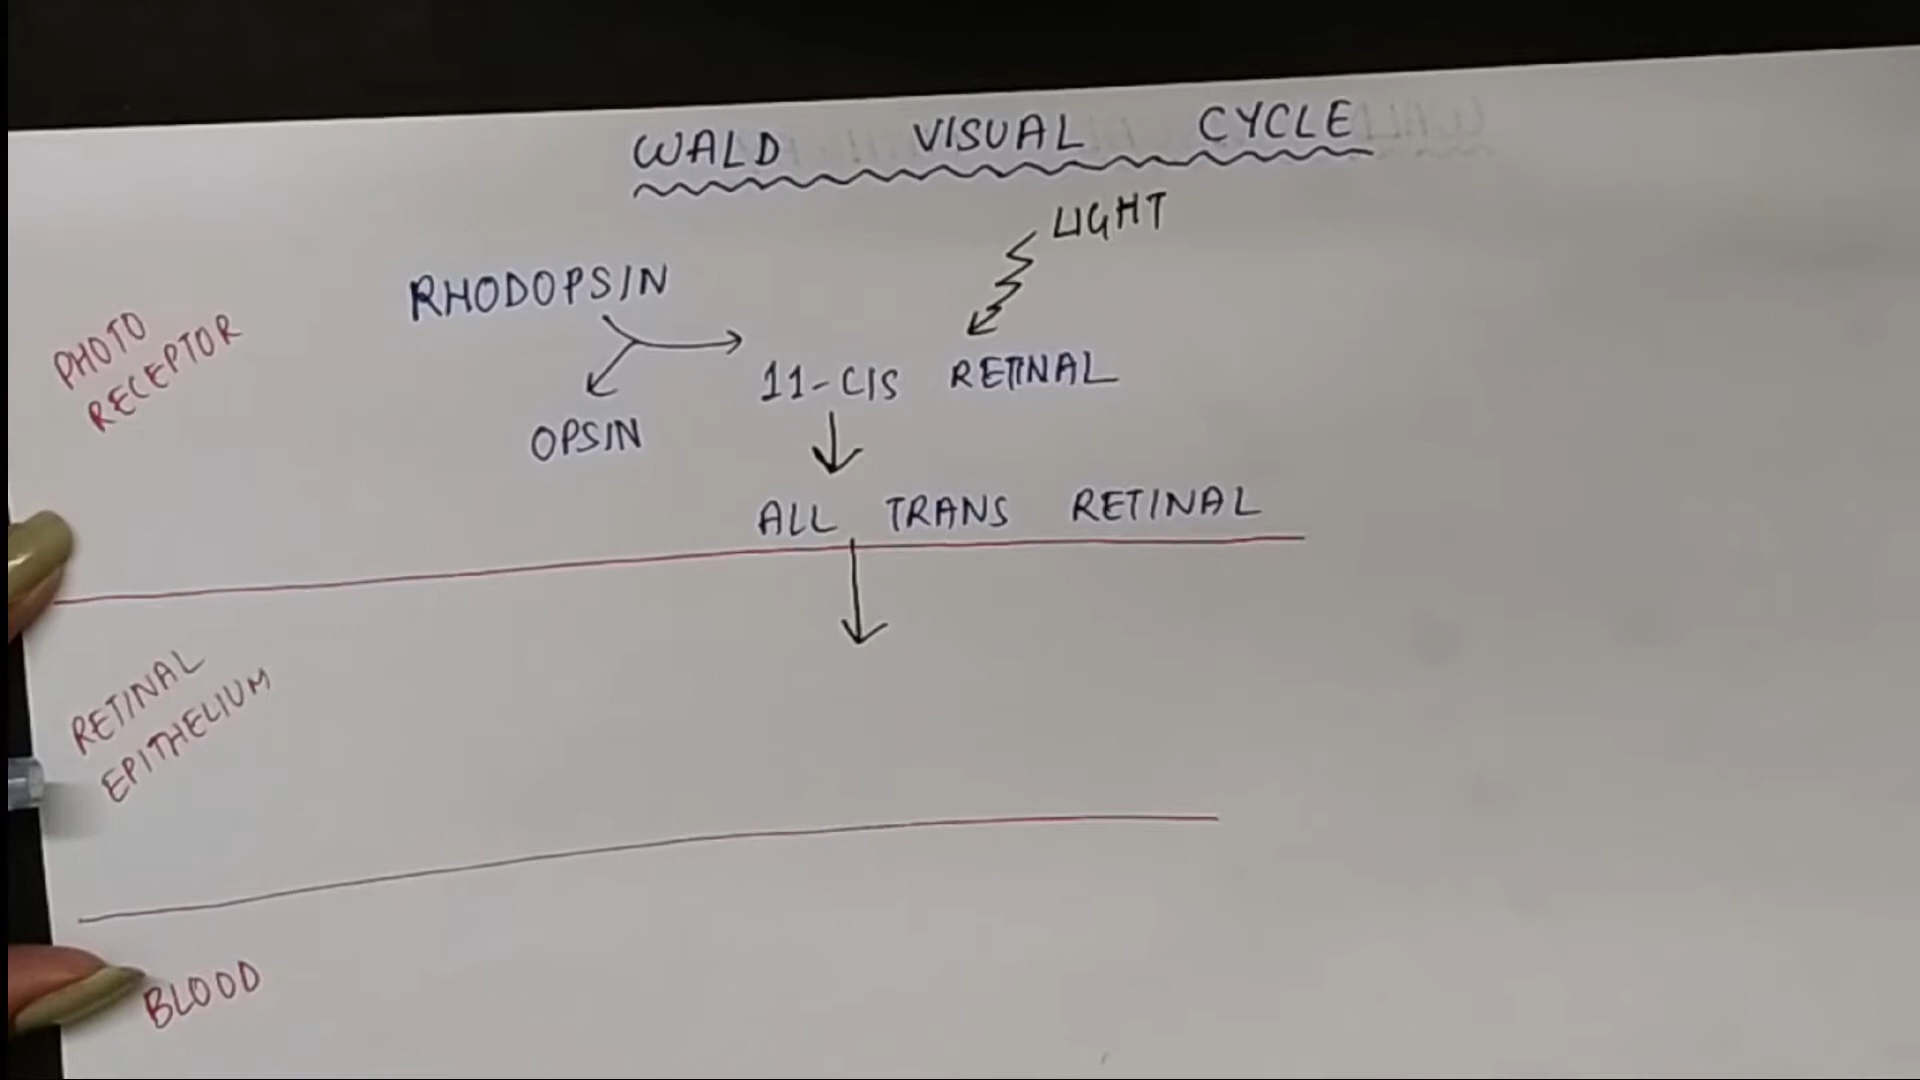 WALD VISUAL CYCLE
LIGHT
RHODOPSIN
PHOTO
RECEPTOR
11-CIS RETINAL
OPSIN
ALL TRANS RETINAL
RETINAL
EPITHELIUM
BLOOD